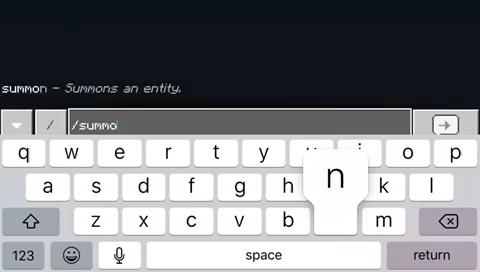 summon - Summons an entity.
/ /summo
q w e r t y u i o p
n
a s d f g h k l
z x c v b m
123 space return